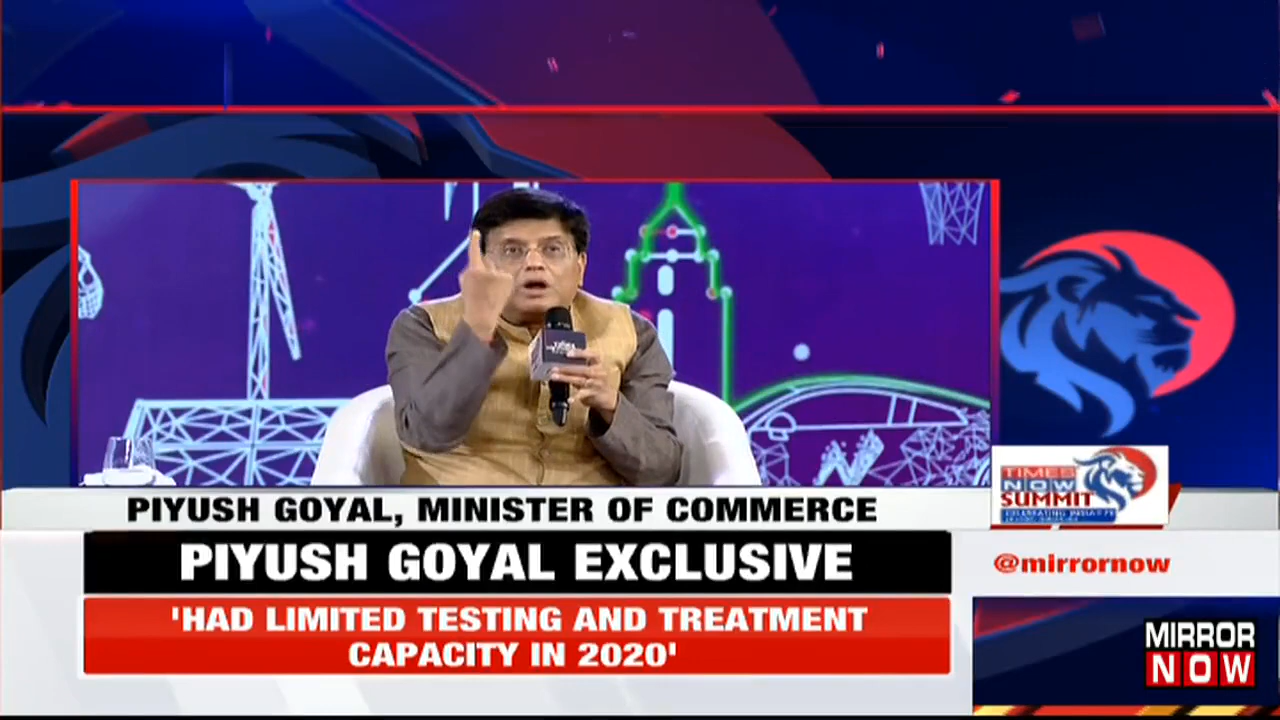 PIYUSH GOYAL, MINISTER OF COMMERCE
PIYUSH GOYAL EXCLUSIVE
'HAD LIMITED TESTING AND TREATMENT
CAPACITY IN 2020'
TIMES
NOW
SUMMIT
@mirrornow
MIRROR
NOW